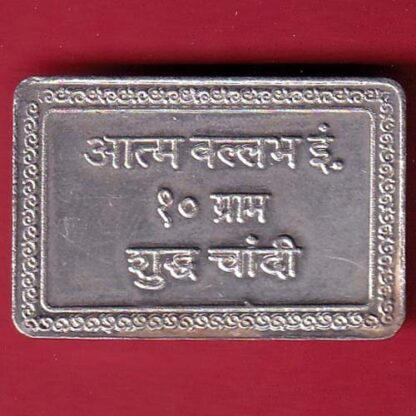 आत्म वल्लभ इं.
१० ग्राम
शुद्ध चांदी